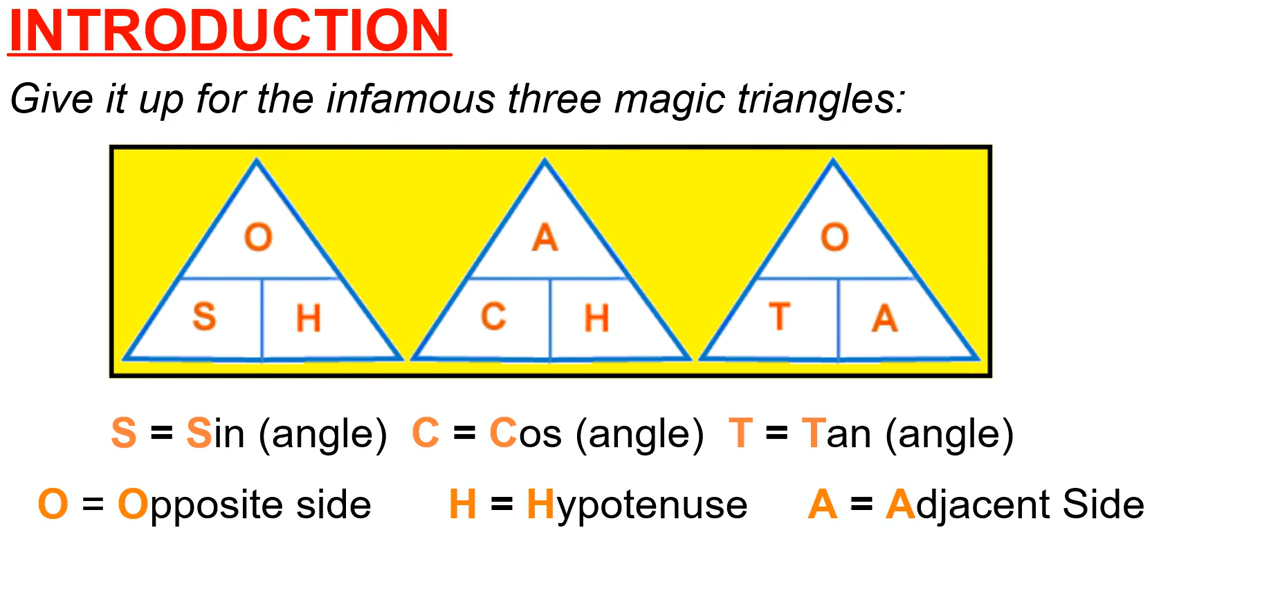 INTRODUCTION
Give it up for the infamous three magic triangles:
O A O
S H C H T A
S = Sin (angle) C = Cos (angle) T = Tan (angle)
O = Opposite side H = Hypotenuse A = Adjacent Side